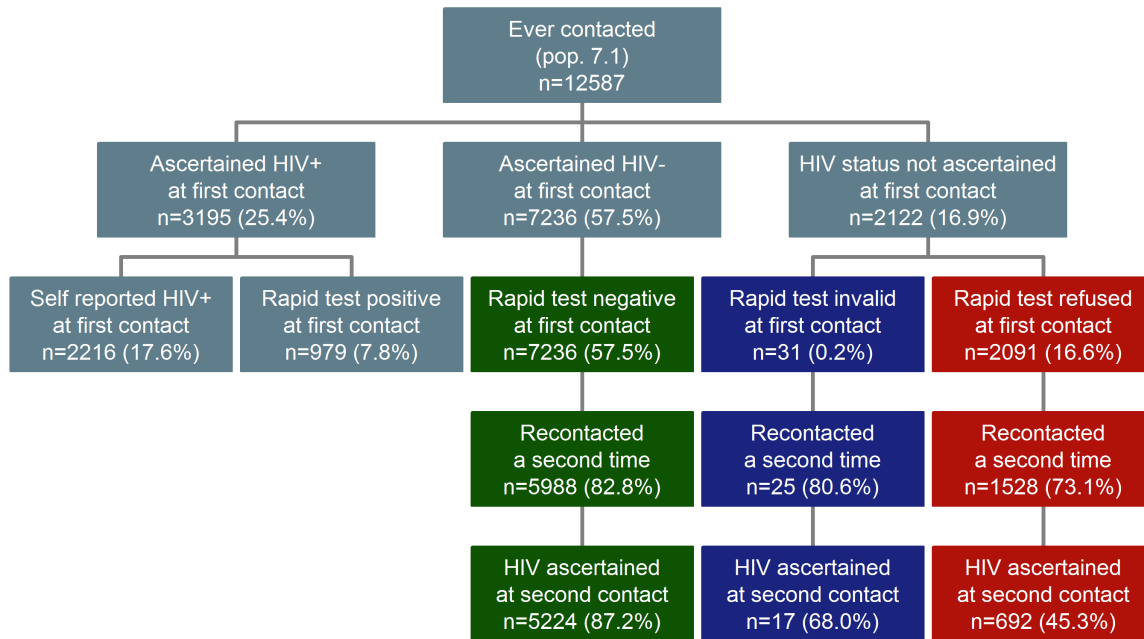 Ever contacted
(pop. 7.1)
n=12587
Ascertained HIV+
at first contact
n=3195 (25.4%)
Ascertained HIV-
at first contact
n=7236 (57.5%)
HIV status not ascertained
at first contact
n=2122 (16.9%)
Self reported HIV+
at first contact
n=2216 (17.6%)
Rapid test positive
at first contact
n=979 (7.8%)
Rapid test negative
at first contact
n=7236 (57.5%)
Rapid test invalid
at first contact
n=31 (0.2%)
Rapid test refused
at first contact
n=2091 (16.6%)
Recontacted
a second time
n=5988 (82.8%)
Recontacted
a second time
n=25 (80.6%)
Recontacted
a second time
n=1528 (73.1%)
HIV ascertained
at second contact
n=5224 (87.2%)
HIV ascertained
at second contact
n=17 (68.0%)
HIV ascertained
at second contact
n=692 (45.3%)